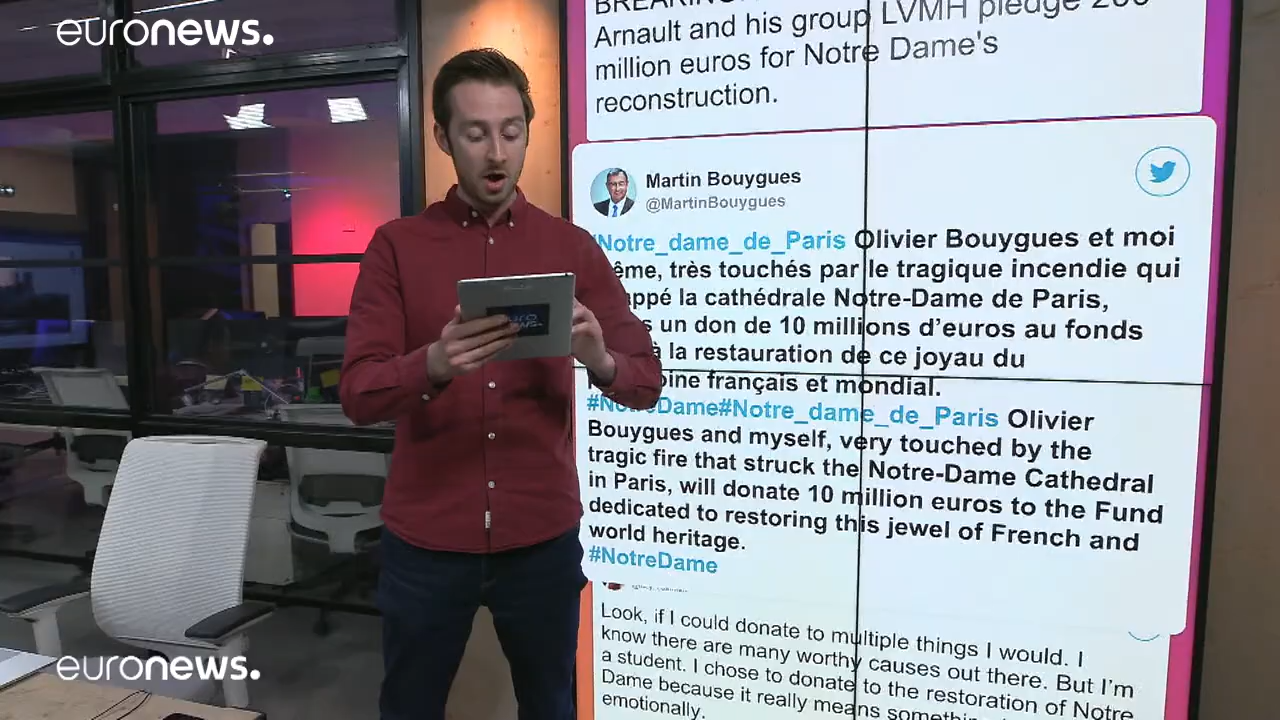 euronews.
BREAKING
Arnault and his group LVMH pledge 200
million euros for Notre Dame's
reconstruction.
Martin Bouygues
@MartinBouygues
#Notre_dame_de_Paris Olivier Bouygues et moi
ême, très touchés par le tragique incendie qui
appé la cathédrale Notre-Dame de Paris,
s un don de 10 millions d’euros au fonds
à la restauration de ce joyau du
oine français et mondial.
#NotreDame#Notre_dame_de_Paris Olivier
Bouygues and myself, very touched by the
tragic fire that struck the Notre-Dame Cathedral
in Paris, will donate 10 million euros to the Fund
dedicated to restoring this jewel of French and
world heritage.
#NotreDame
Look, if I could donate to multiple things I would. I
know there are many worthy causes out there. But I’m
a student. I chose to donate to the restoration of Notre
Dame because it really means something
emotionally.
euronews.